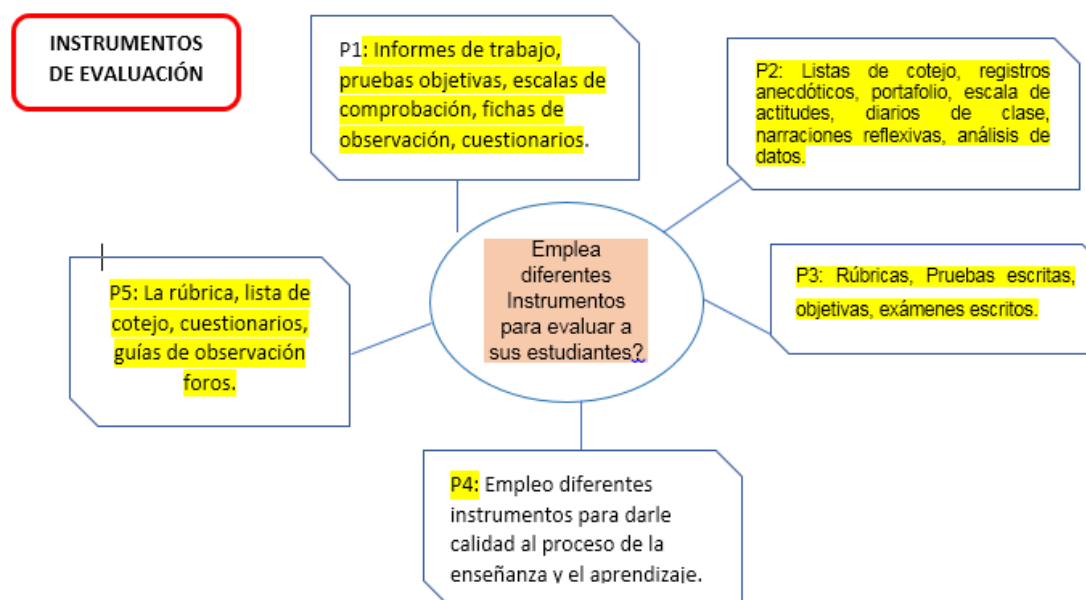 INSTRUMENTOS
DE EVALUACIÓN
P1: Informes de trabajo,
pruebas objetivas, escalas de
comprobación, fichas de
observación, cuestionarios.
P2: Listas de cotejo, registros
anecdóticos, portafolio, escala de
actitudes, diarios de clase,
narraciones reflexivas, análisis de
datos.
Emplea
diferentes
Instrumentos
para evaluar a
sus estudiantes?
P3: Rúbricas, Pruebas escritas,
objetivas, exámenes escritos.
P5: La rúbrica, lista de
cotejo, cuestionarios,
guías de observación
foros.
P4: Empleo diferentes
instrumentos para darle
calidad al proceso de la
enseñanza y el aprendizaje.